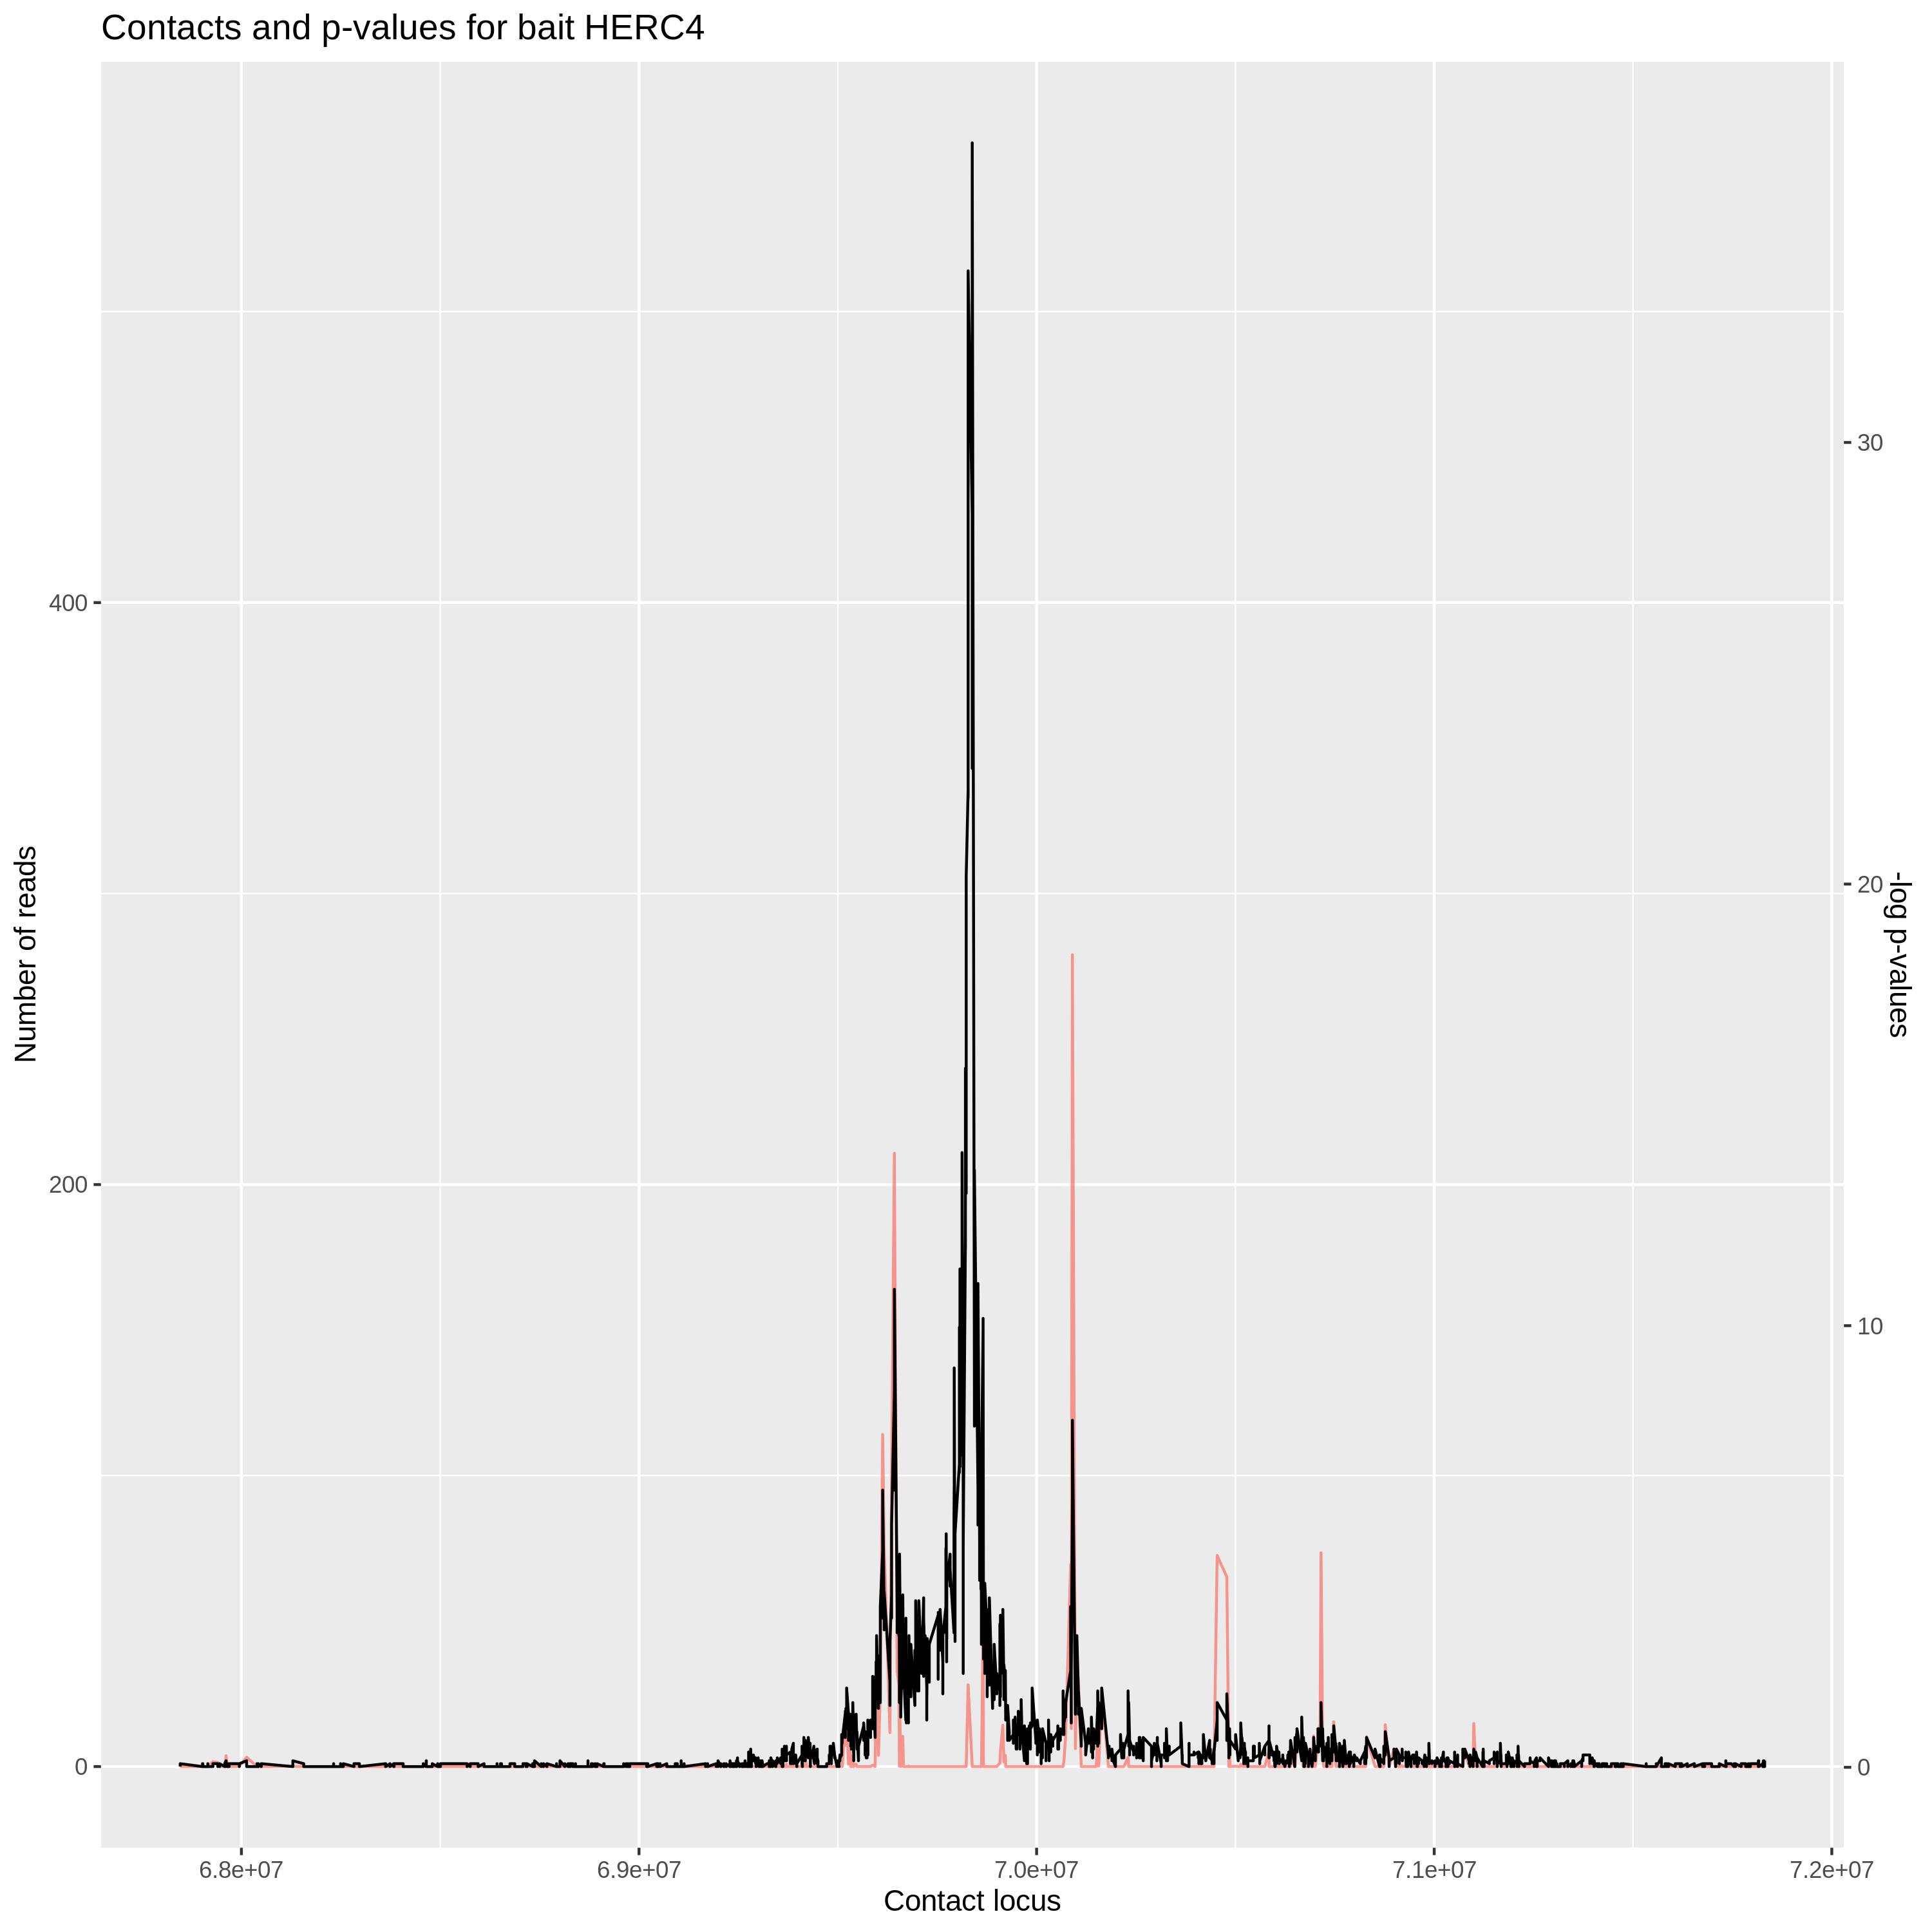 Contacts and p-values for bait HERC4
Number of reads
400
200
0
30
20
10
0
-log p-values
6.8e+07
6.9e+07
7.0e+07
7.1e+07
7.2e+07
Contact locus